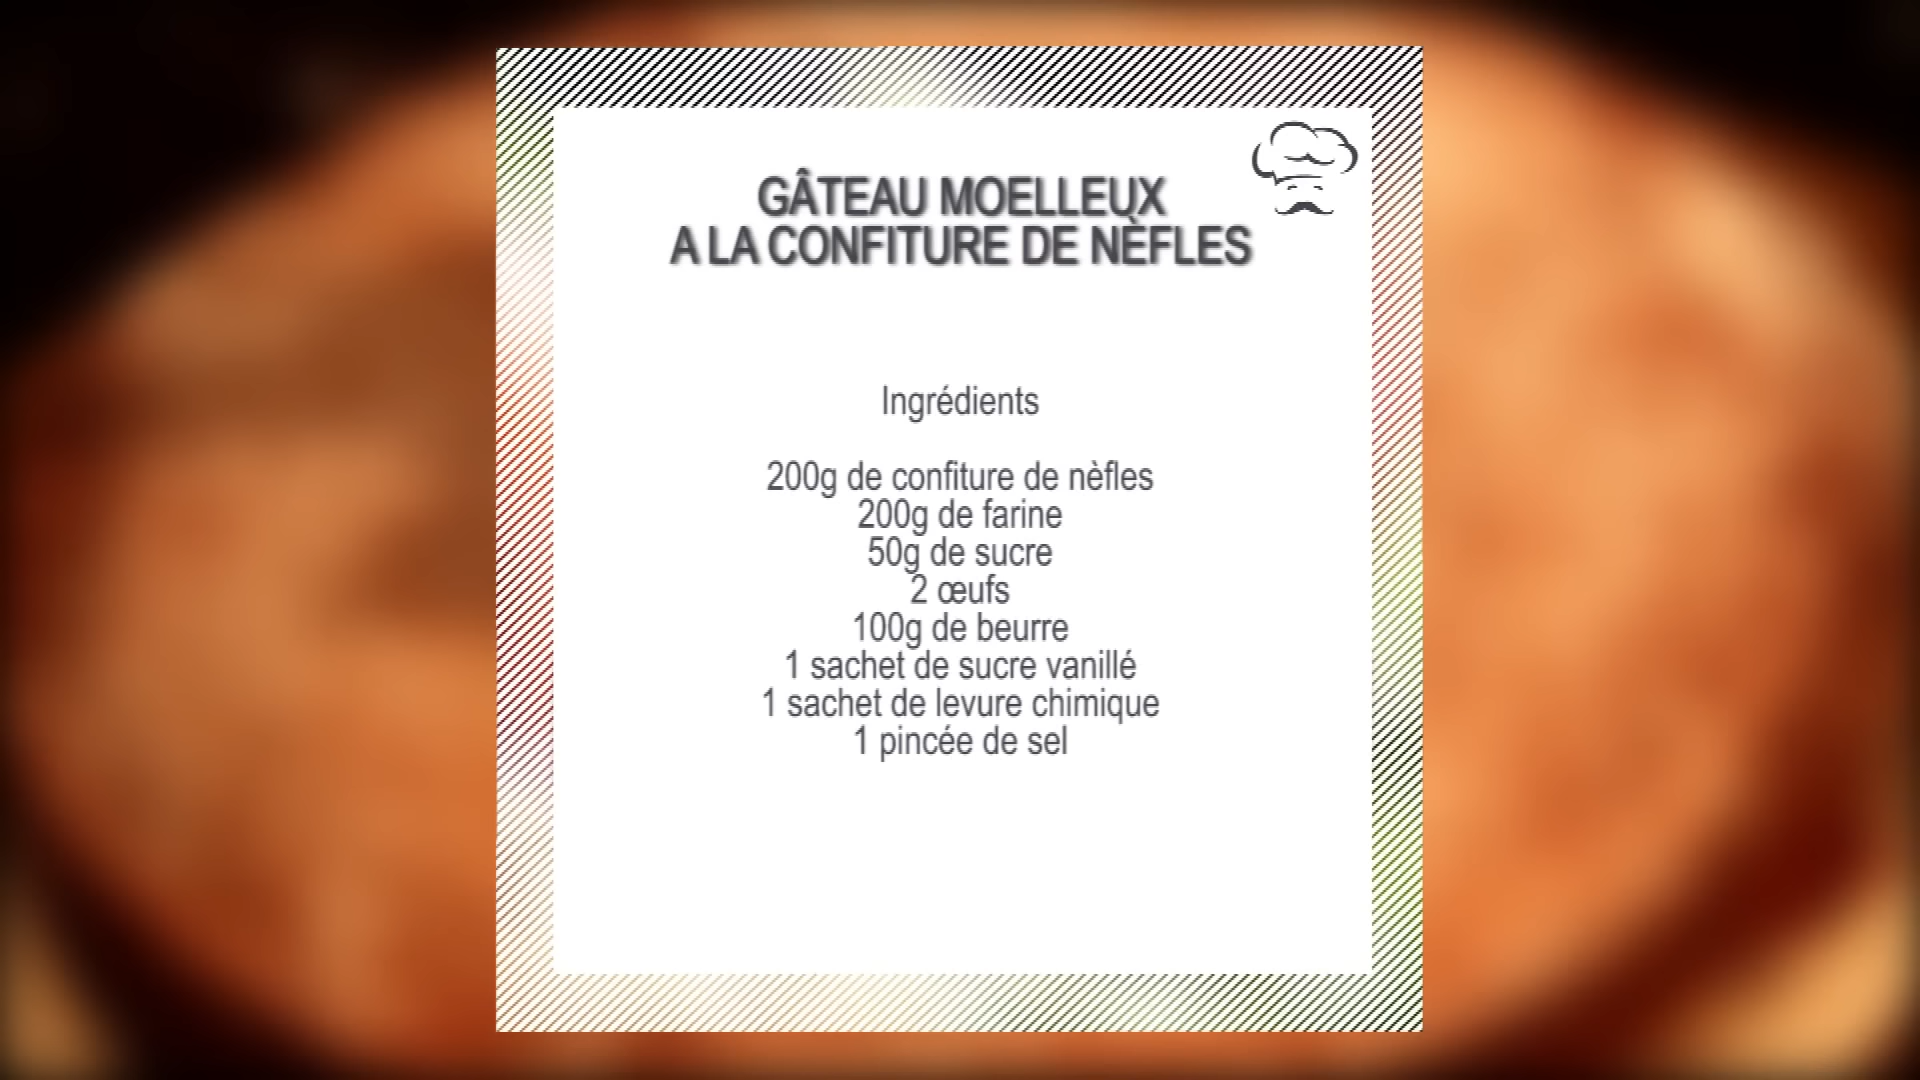 GÂTEAU MOELLEUX
A LA CONFITURE DE NÈFLES
Ingrédients
200g de confiture de nèfles
200g de farine
50g de sucre
2 œufs
100g de beurre
1 sachet de sucre vanillé
1 sachet de levure chimique
1 pincée de sel